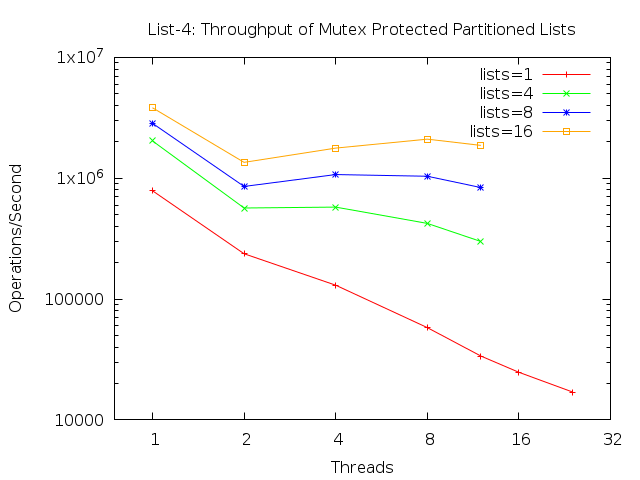 List-4: Throughput of Mutex Protected Partitioned Lists
1x10^7
lists=1
lists=4
lists=8
lists=16
1x10^6
100000
10000
Operations/Second
1 2 4 8 16 32
Threads